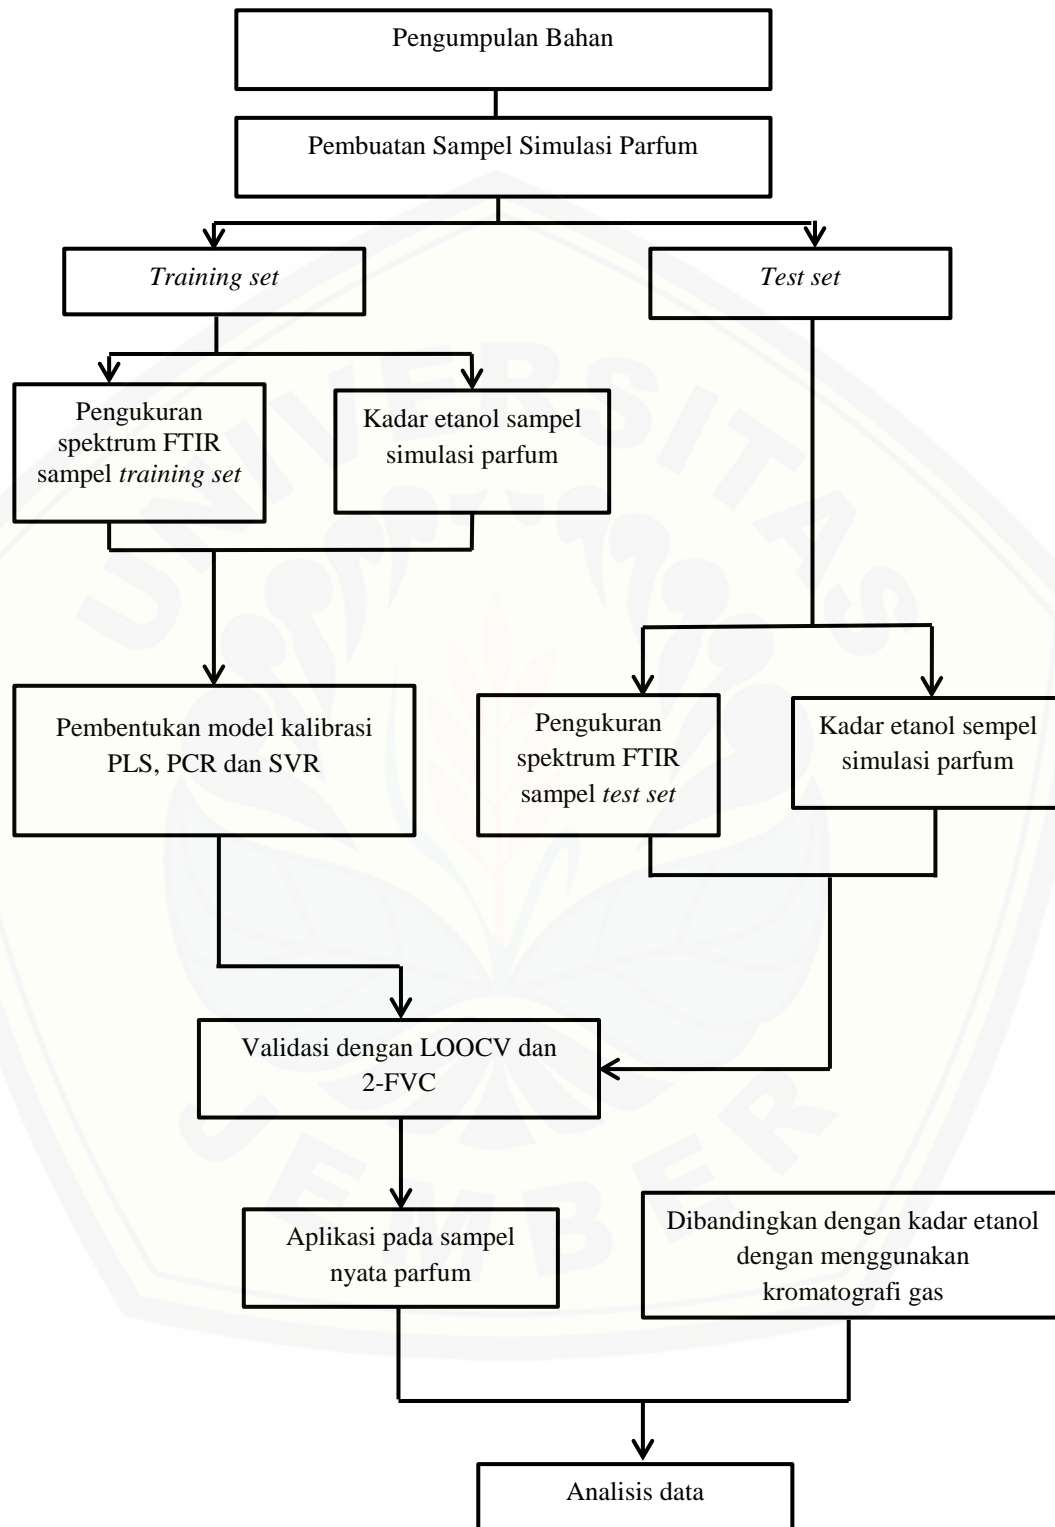 Pengumpulan Bahan
Pembuatan Sampel Simulasi Parfum
Training set
Test set
Pengukuran
spektrum FTIR
sampel training set
Kadar etanol sampel
simulasi parfum
Pembentukan model kalibrasi
PLS, PCR dan SVR
Pengukuran
spektrum FTIR
sampel test set
Kadar etanol sempel
simulasi parfum
Validasi dengan LOOCV dan
2-FVC
Aplikasi pada sampel
nyata parfum
Dibandingkan dengan kadar etanol
dengan menggunakan
kromatografi gas
Analisis data
UNIVERSITAS
JEMBER